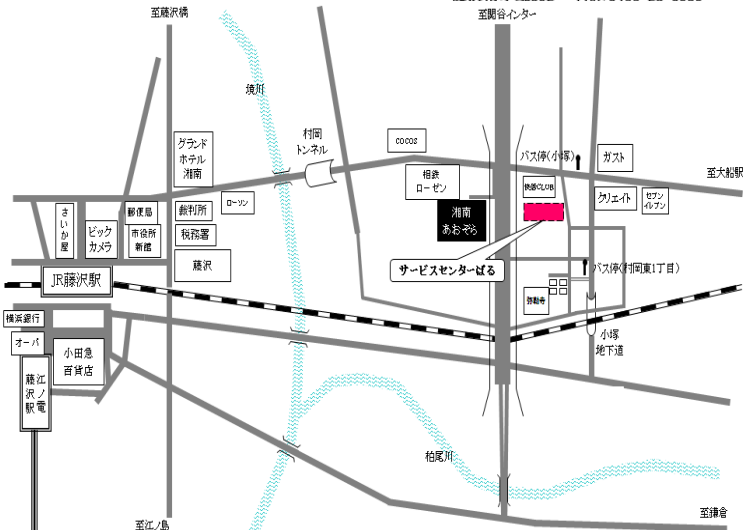 至藤沢橋
至関谷インター
境川
村岡
トンネル
cocos
グランド
ホテル
湘南
バス停(小塚)
ガスト
至大船駅
相鉄
ローゼン
快活CLUB
クリエイト
セブン
イレブン
さいか屋
ビック
カメラ
郵便局
市役所
新館
裁判所
ローソン
税務署
湘南
あおぞら
藤沢
サービスセンターぱる
バス停(村岡東1丁目)
JR藤沢駅
弥勒寺
横浜銀行
オーパ
小田急
百貨店
小塚
地下道
江ノ電
藤沢駅
柏尾川
至江ノ島
至鎌倉